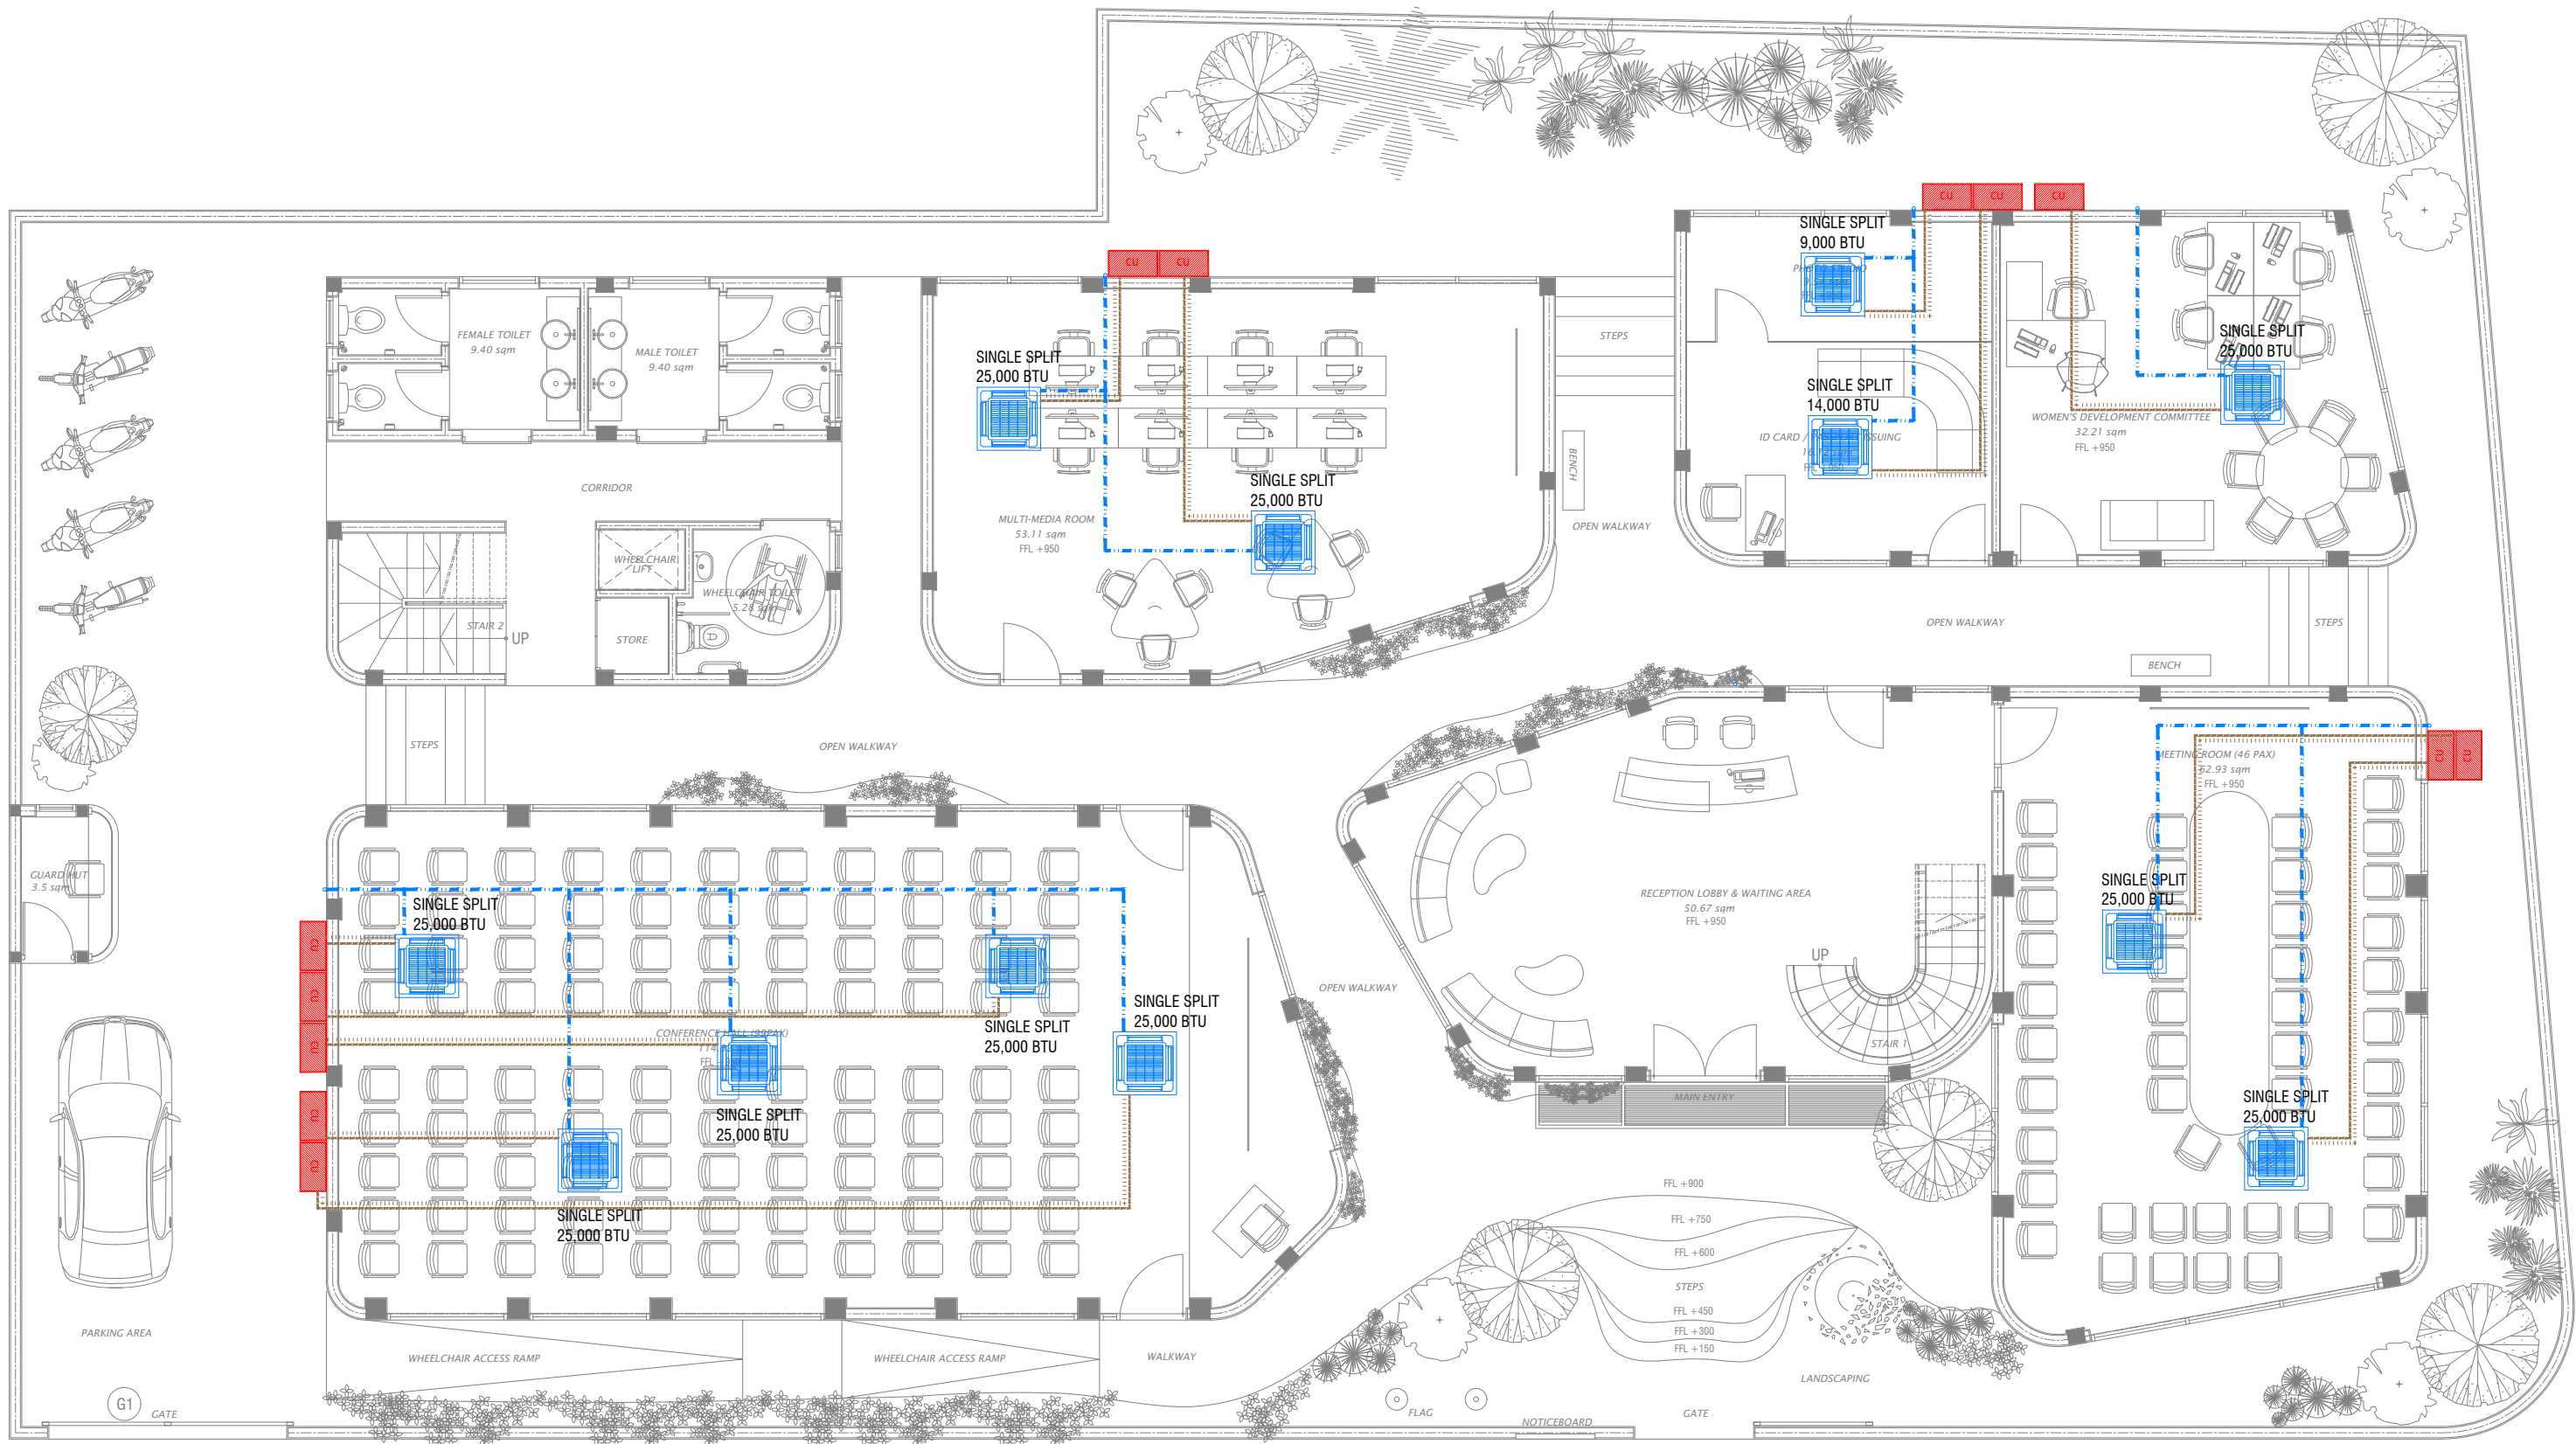 CU
CU
CU
SINGLE SPLIT
9,000 BTU
CU
CU
FEMALE TOILET
9.40 sqm
MALE TOILET
9.40 sqm
STEPS
SINGLE SPLIT
25,000 BTU
SINGLE SPLIT
25,000 BTU
SINGLE SPLIT
14,000 BTU
WOMEN'S DEVELOPMENT COMMITTEE
32.21 sqm
FFL +950
BENCH
CORRIDOR
SINGLE SPLIT
25,000 BTU
MULTI-MEDIA ROOM
53.11 sqm
FFL +950
OPEN WALKWAY
WHEELCHAIR
LIFT
WHEELCHAIR TOILET
5.28 sqm
STAIR 2
UP
STORE
OPEN WALKWAY
STEPS
BENCH
STEPS
OPEN WALKWAY
MEETING ROOM (46 PAX)
62.93 sqm
FFL +950
CU
CU
GUARD HUT
3.5 sqm
SINGLE SPLIT
25,000 BTU
RECEPTION LOBBY & WAITING AREA
50.67 sqm
FFL +950
SINGLE SPLIT
25,000 BTU
CU
CU
CU
CU
CU
UP
OPEN WALKWAY
SINGLE SPLIT
25,000 BTU
SINGLE SPLIT
25,000 BTU
CONFERENCE HALL (99PAX)
STAIR 1
SINGLE SPLIT
25,000 BTU
MAIN ENTRY
SINGLE SPLIT
25,000 BTU
SINGLE SPLIT
25,000 BTU
FFL +900
FFL +750
FFL +600
STEPS
FFL +450
FFL +300
FFL +150
PARKING AREA
WHEELCHAIR ACCESS RAMP
WHEELCHAIR ACCESS RAMP
WALKWAY
LANDSCAPING
G1
GATE
FLAG
NOTICEBOARD
GATE